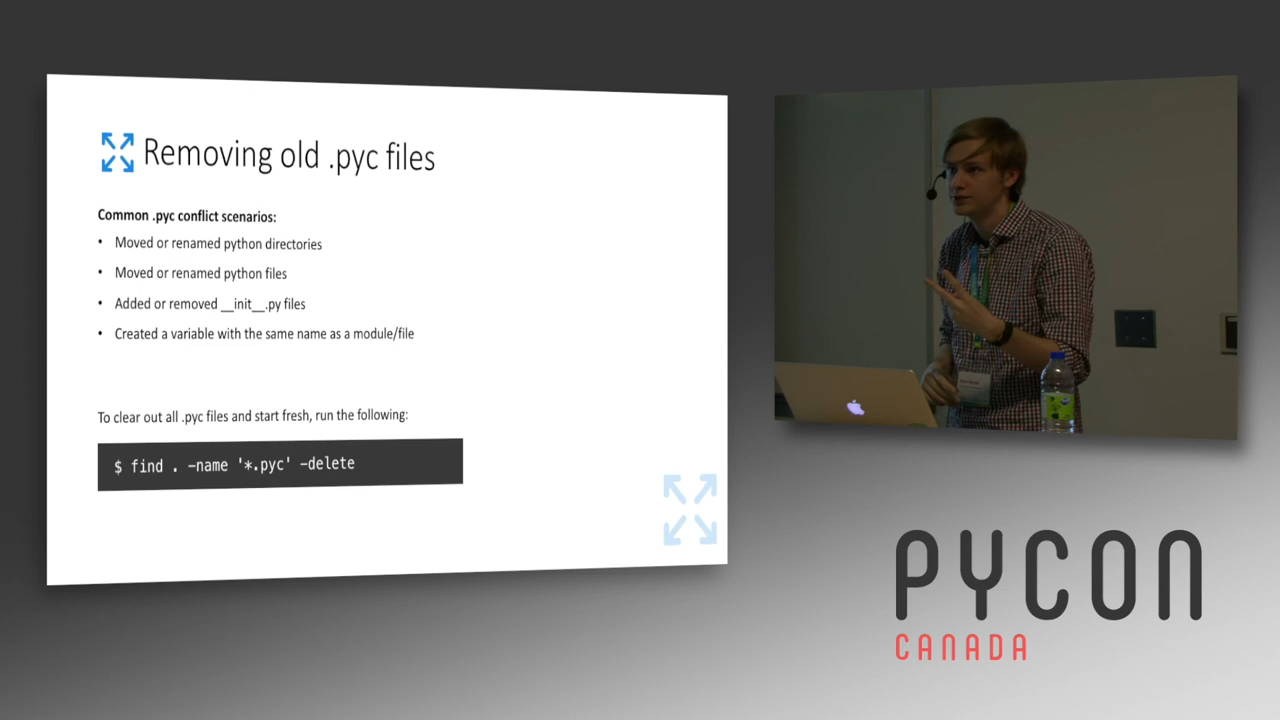 Removing old .pyc files
Common .pyc conflict scenarios:
• Moved or renamed python directories
• Moved or renamed python files
• Added or removed __init__.py files
• Created a variable with the same name as a module/file
To clear out all .pyc files and start fresh, run the following:
$ find . -name '*.pyc' -delete
PYCON
CANADA